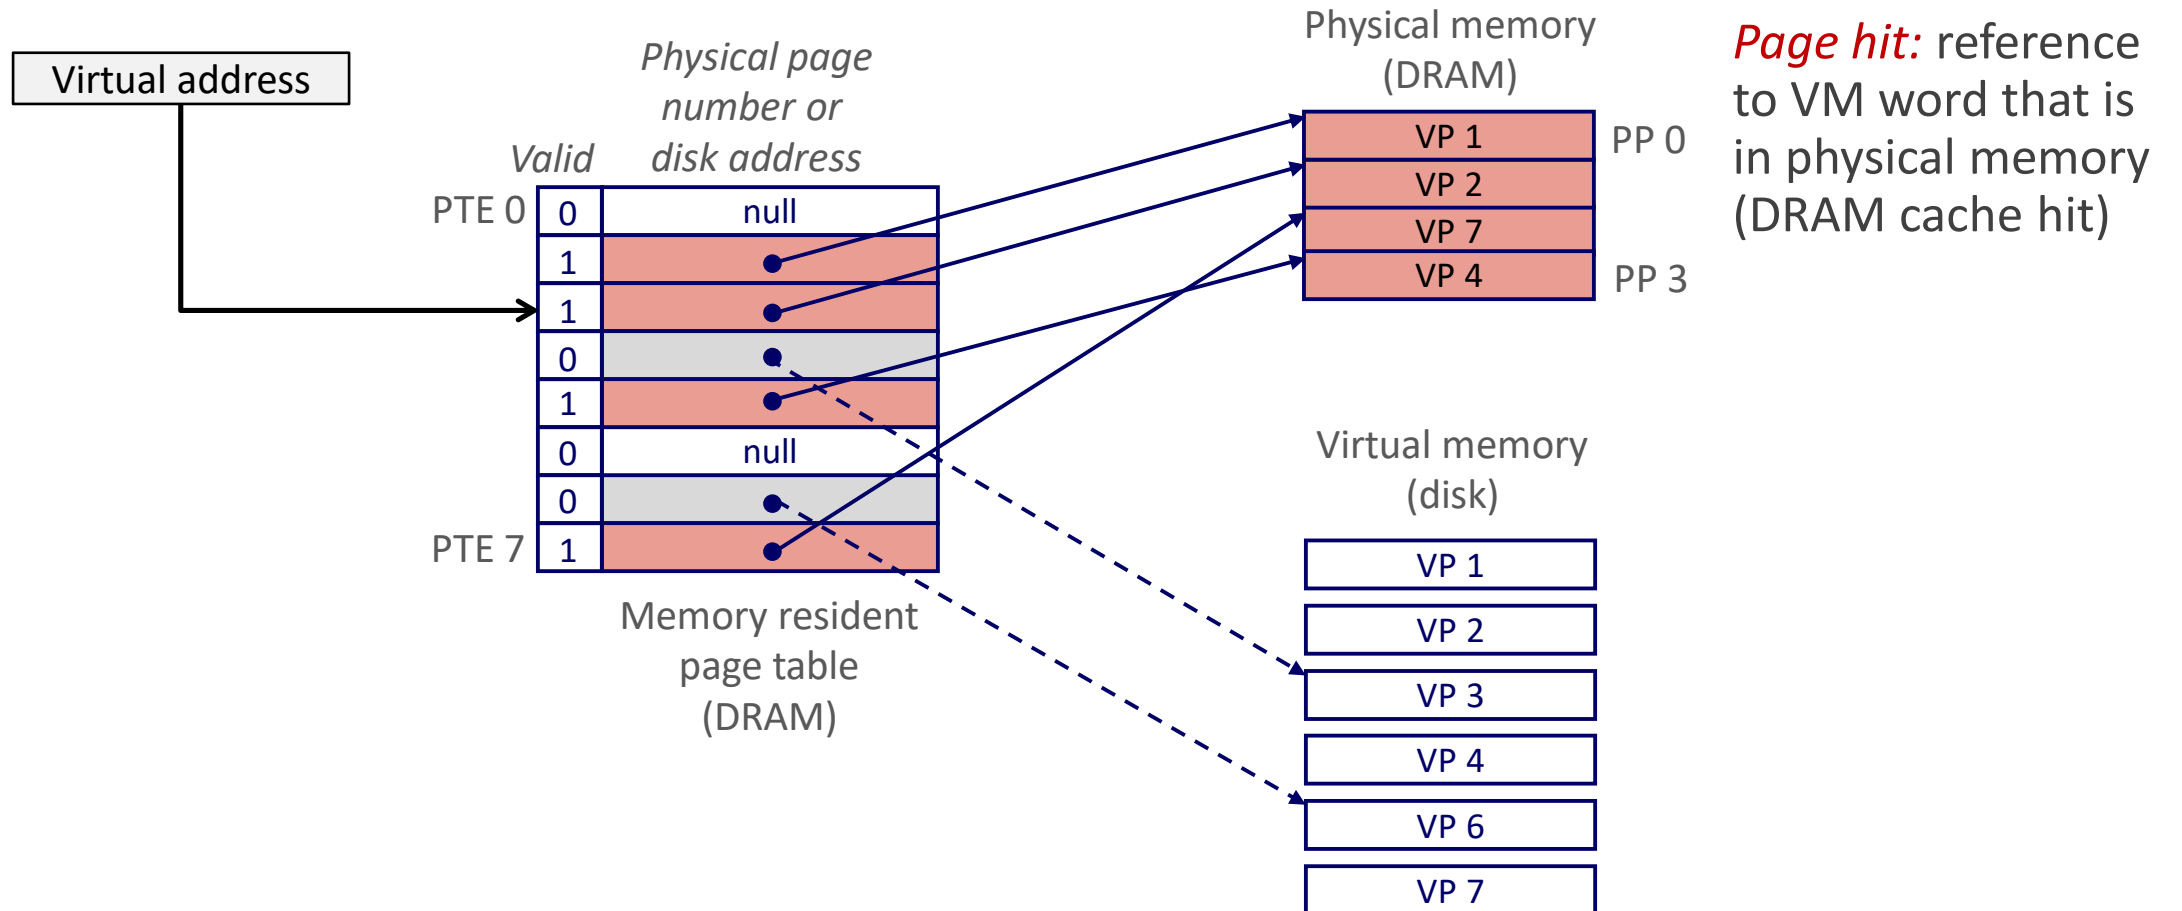 Virtual address
Physical page
number or
disk address
Valid
PTE 0
0
null
1
1
0
1
0
null
0
PTE 7
1
Memory resident
page table
(DRAM)
Physical memory
(DRAM)
VP 1
PP 0
VP 2
VP 7
VP 4
PP 3
Virtual memory
(disk)
VP 1
VP 2
VP 3
VP 4
VP 6
VP 7
Page hit: reference
to VM word that is
in physical memory
(DRAM cache hit)